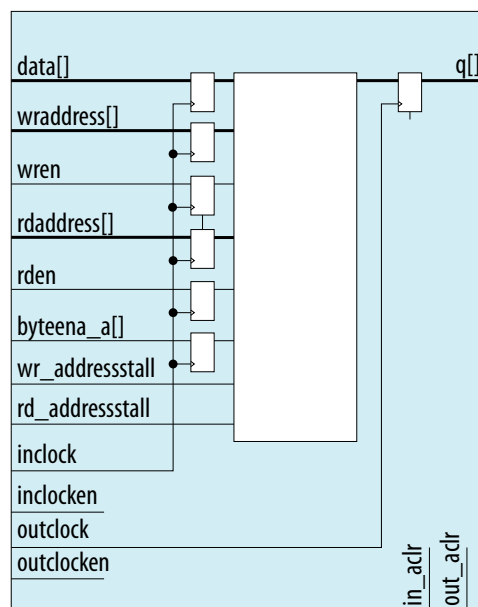 data[]
q[]
wraddress[]
wren
rdaddress[]
rden
byteena_a[]
wr_addressstall
rd_addressstall
inclock
inclocken
outclock
outclocken
in_aclr
out_aclr